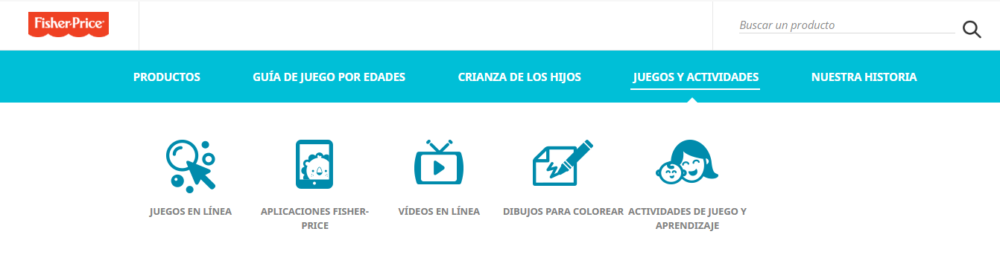 Fisher-Price
Buscar un producto
PRODUCTOS
GUÍA DE JUEGO POR EDADES
CRIANZA DE LOS HIJOS
JUEGOS Y ACTIVIDADES
NUESTRA HISTORIA
JUEGOS EN LÍNEA
APLICACIONES FISHER-
PRICE
VÍDEOS EN LÍNEA
DIBUJOS PARA COLOREAR
ACTIVIDADES DE JUEGO Y
APRENDIZAJE